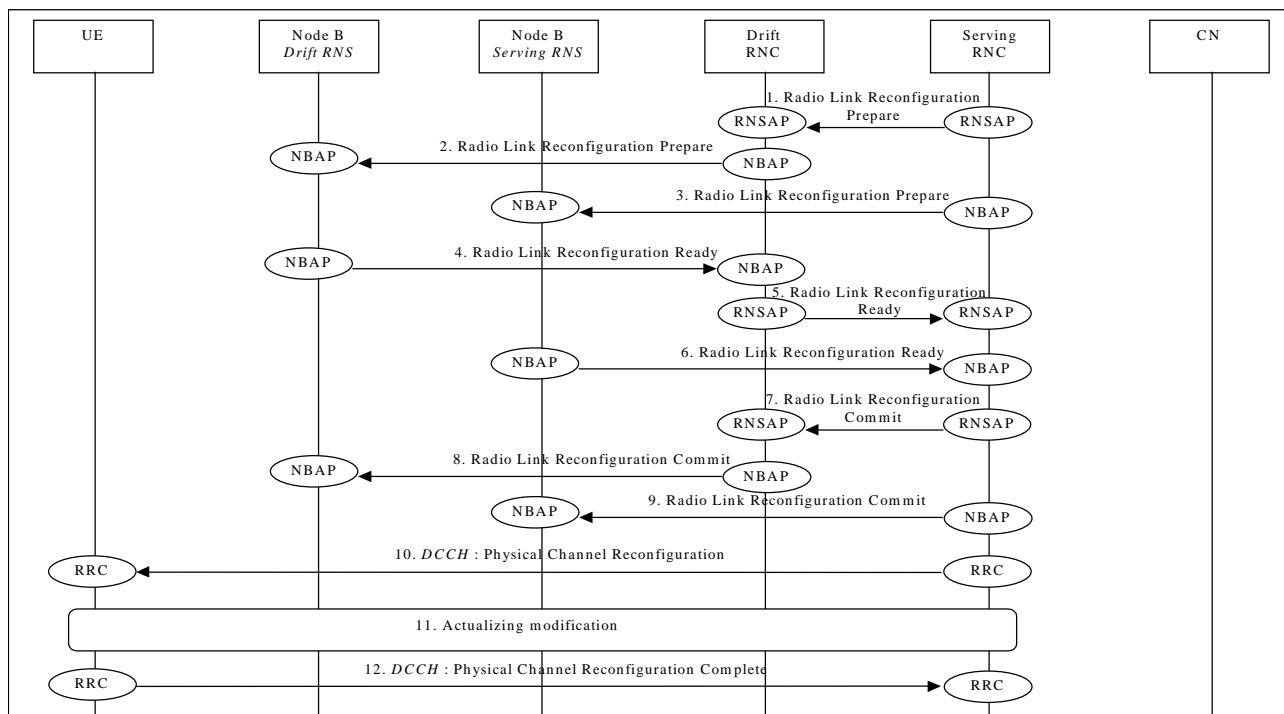 UE
Node B
Drift RNS
Node B
Serving RNS
Drift
RNC
Serving
RNC
CN
1. Radio Link Reconfiguration
Prepare
RNSAP
RNSAP
2. Radio Link Reconfiguration Prepare
NBAP
NBAP
3. Radio Link Reconfiguration Prepare
NBAP
NBAP
4. Radio Link Reconfiguration Ready
NBAP
NBAP
5. Radio Link Reconfiguration
Ready
RNSAP
RNSAP
6. Radio Link Reconfiguration Ready
NBAP
NBAP
7. Radio Link Reconfiguration
Commit
RNSAP
RNSAP
8. Radio Link Reconfiguration Commit
NBAP
NBAP
9. Radio Link Reconfiguration Commit
NBAP
NBAP
10. DCCH : Physical Channel Reconfiguration
RRC
RRC
11. Actualizing modification
12. DCCH : Physical Channel Reconfiguration Complete
RRC
RRC